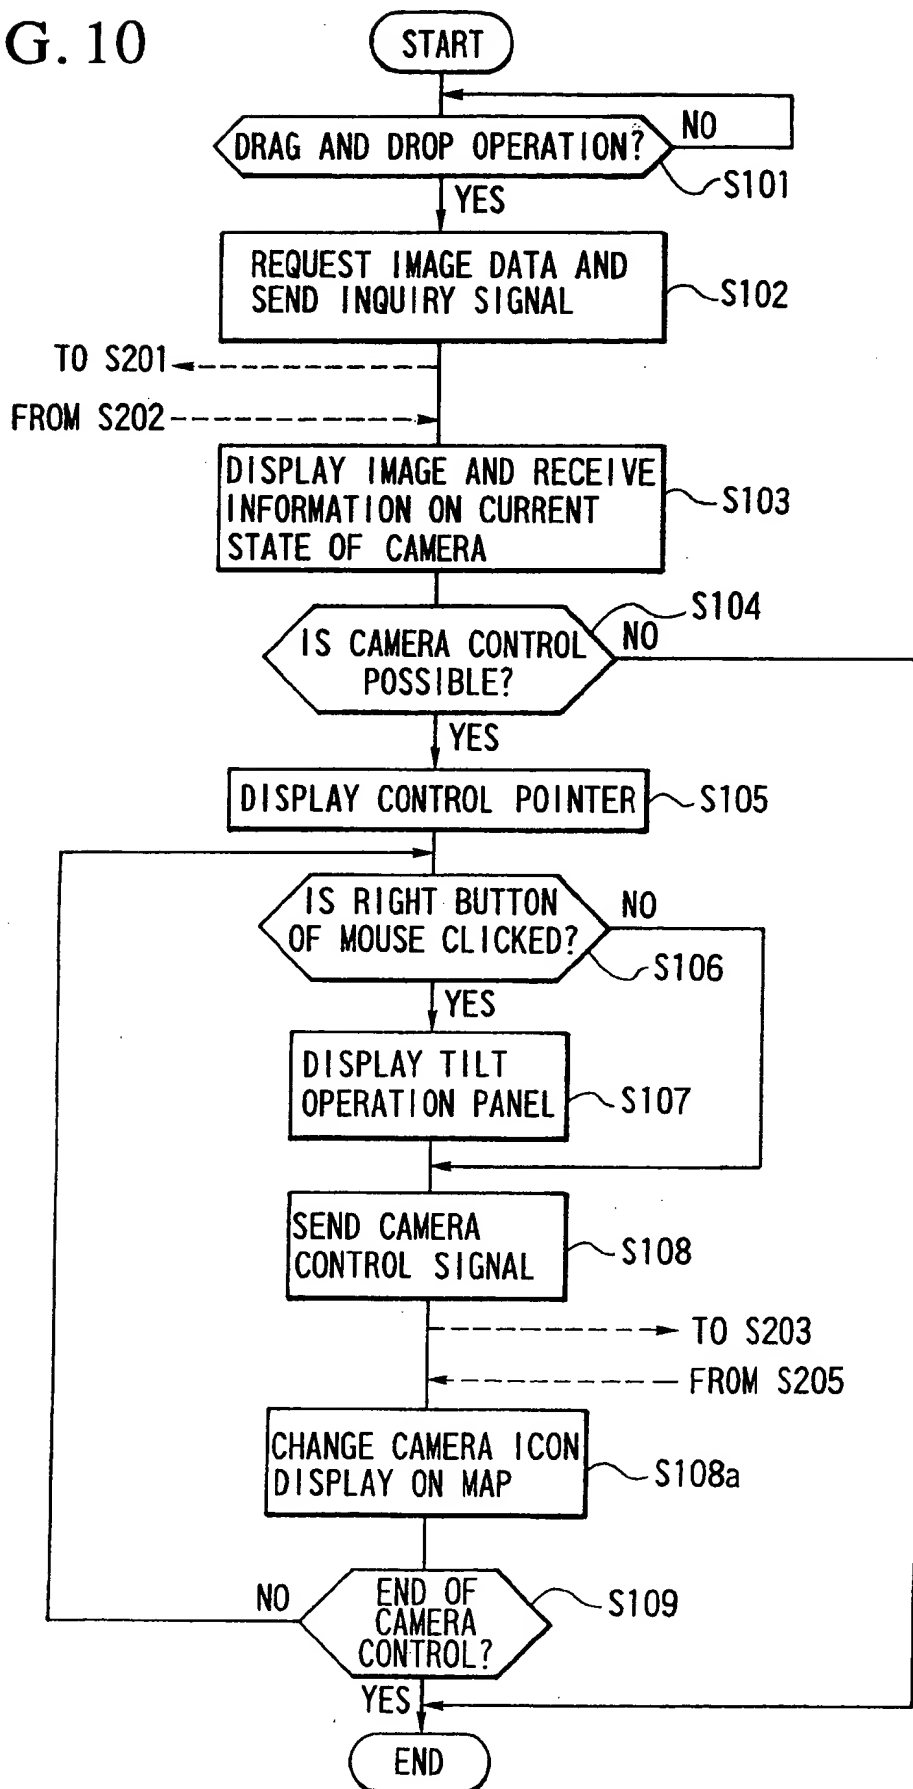 G. 10
START
DRAG AND DROP OPERATION?
NO
S101
YES
REQUEST IMAGE DATA AND
SEND INQUIRY SIGNAL
S102
TO S201
FROM S202
DISPLAY IMAGE AND RECEIVE
INFORMATION ON CURRENT
STATE OF CAMERA
S103
S104
IS CAMERA CONTROL
POSSIBLE?
NO
YES
DISPLAY CONTROL POINTER
S105
IS RIGHT BUTTON
OF MOUSE CLICKED?
NO
S106
YES
DISPLAY TILT
OPERATION PANEL
S107
SEND CAMERA
CONTROL SIGNAL
S108
TO S203
FROM S205
CHANGE CAMERA ICON
DISPLAY ON MAP
S108a
NO
END OF
CAMERA
CONTROL?
S109
YES
END